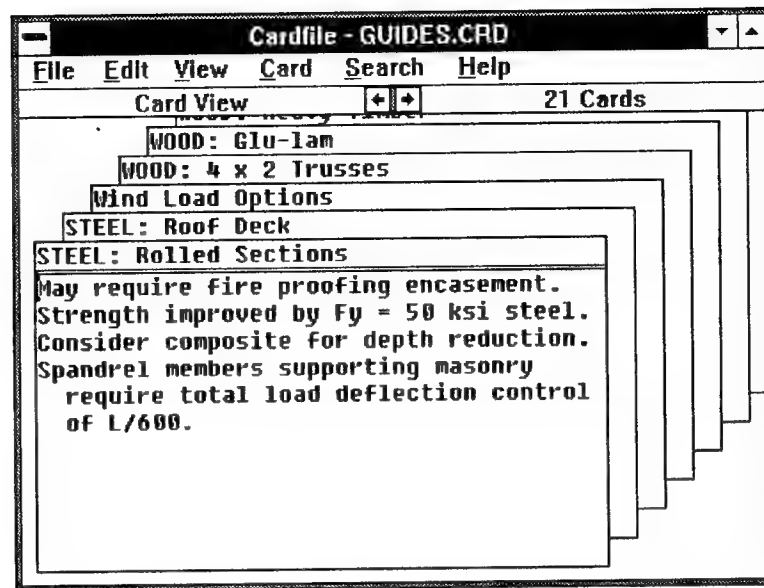 Cardfile - GUIDES.CRD
File Edit View Card Search Help
Card View 21 Cards
WOOD: Glu-lam
WOOD: 4 x 2 Trusses
Wind Load Options
STEEL: Roof Deck
STEEL: Rolled Sections
May require fire proofing encasement.
Strength improved by Fy = 50 ksi steel.
Consider composite for depth reduction.
Spandrel members supporting masonry
require total load deflection control
of L/600.